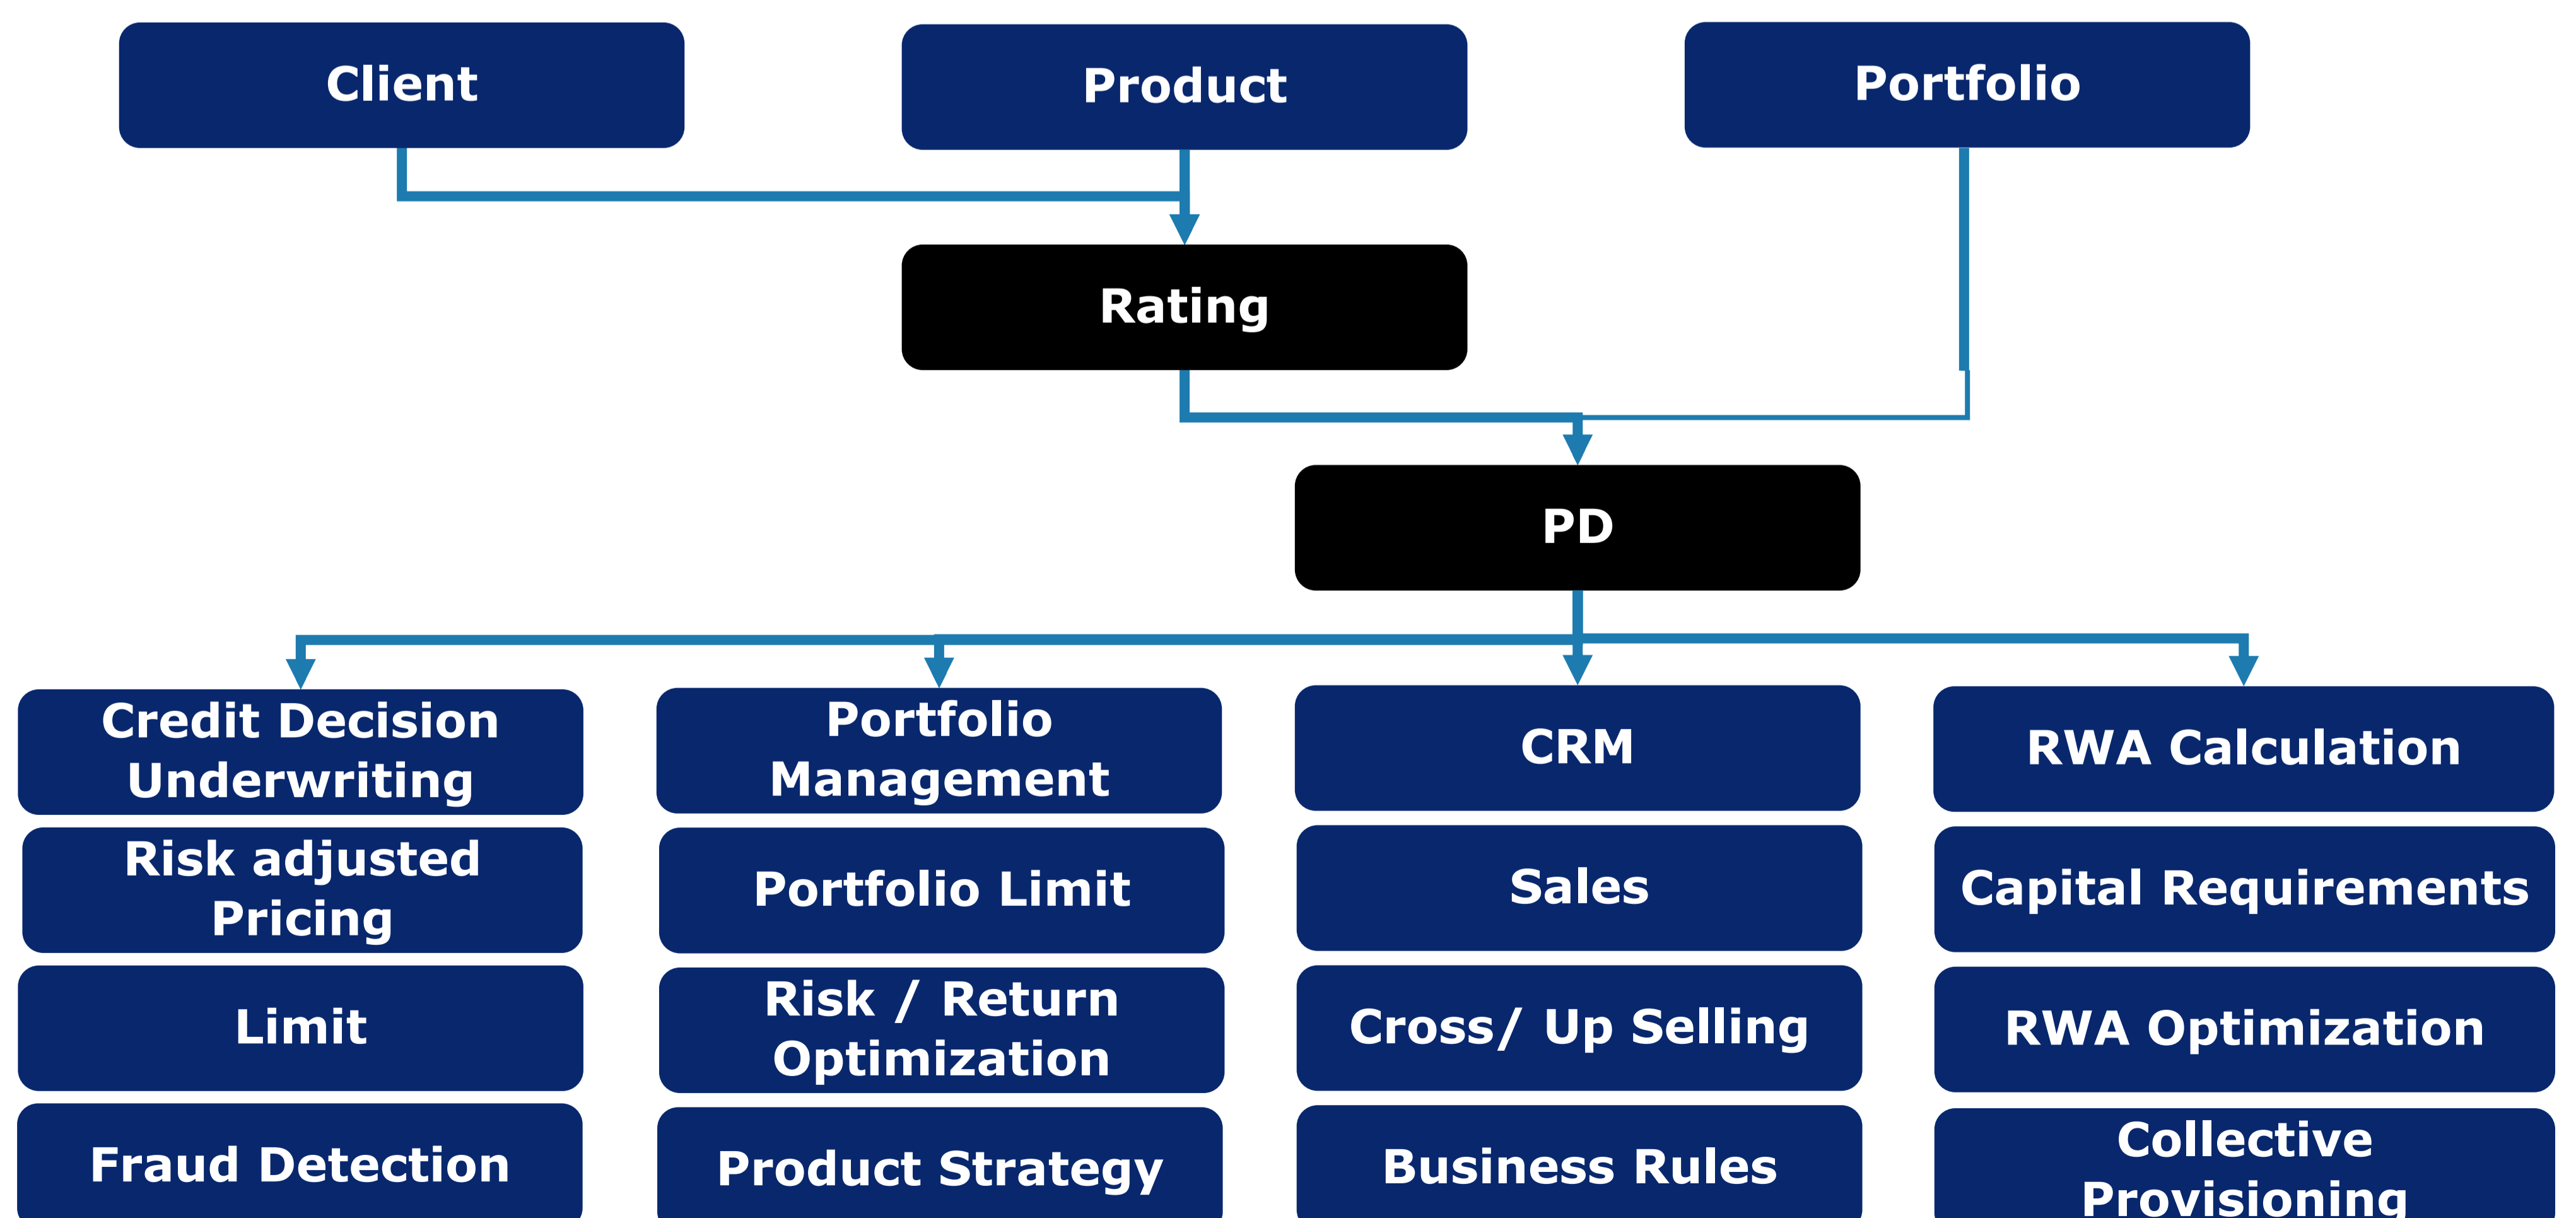 Client
Product
Portfolio
Rating
PD
Credit Decision
Underwriting
Portfolio
Management
CRM
RWA Calculation
Risk adjusted
Pricing
Portfolio Limit
Sales
Capital Requirements
Limit
Risk / Return
Optimization
Cross/ Up Selling
RWA Optimization
Fraud Detection
Product Strategy
Business Rules
Collective
Provisioning